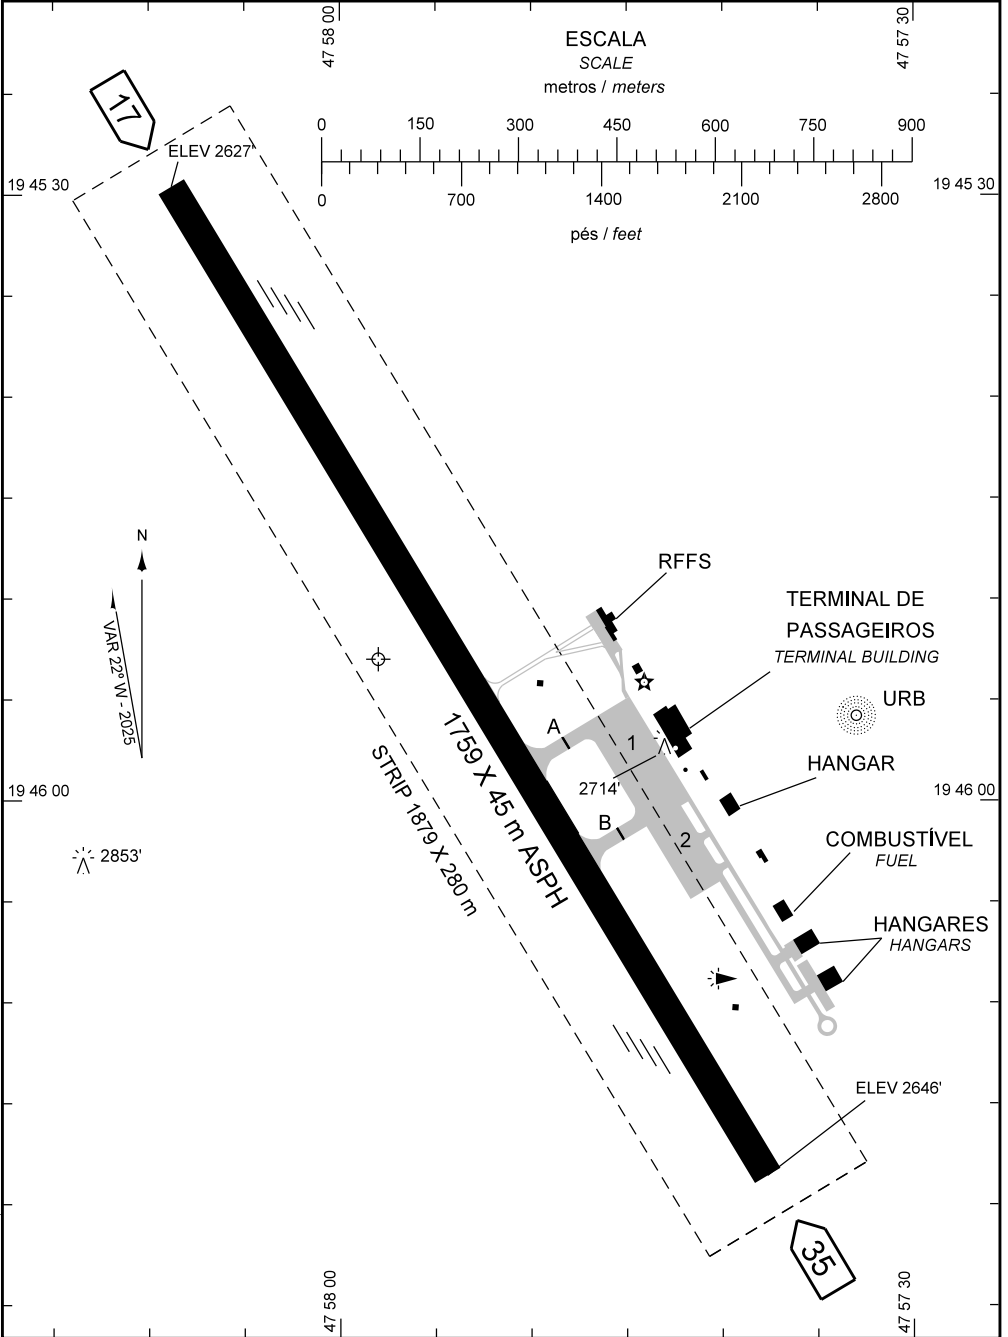 47 58 00
47 57 30
ESCALA
SCALE
metros / meters
0 150 300 450 600 750 900
0 700 1400 2100 2800
pés / feet
17
ELEV 2627'
19 45 30
19 45 30
N
VAR 22° W - 2025
RFFS
TERMINAL DE
PASSAGEIROS
TERMINAL BUILDING
URB
A
1
2714'
HANGAR
B
2
1759 X 45 m ASPH
STRIP 1879 X 280 m
19 46 00
19 46 00
2853'
COMBUSTÍVEL
FUEL
HANGARES
HANGARS
ELEV 2646'
35
47 58 00
47 57 30